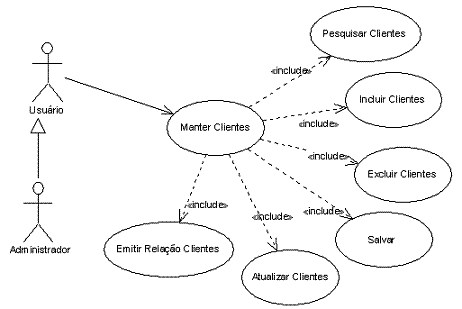 Pesquisar Clientes
«include»
Usuário
Incluir Clientes
Manter Clientes
«include»
«include»
Excluir Clientes
Administrador
«include»
«include»
«include»
Salvar
Emitir Relação Clientes
Atualizar Clientes